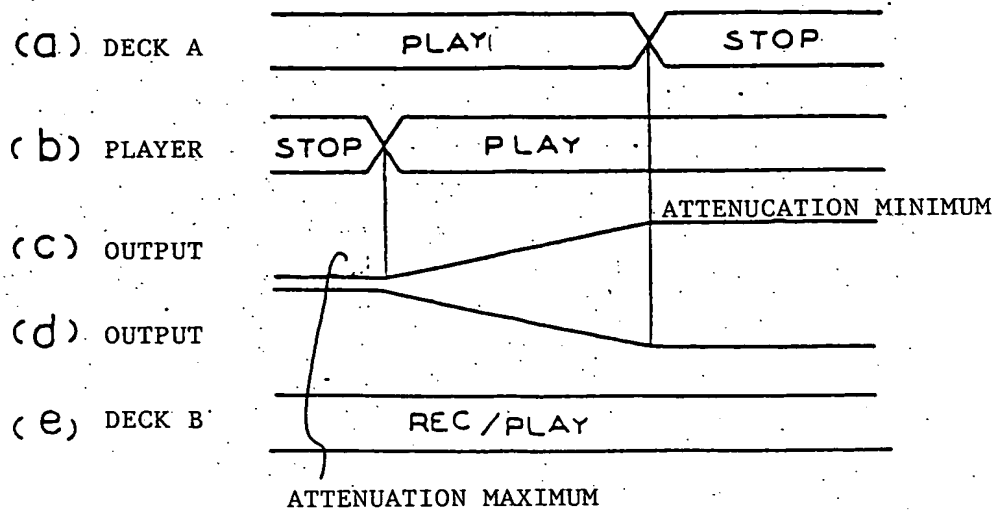 (a) DECK A PLAY STOP
(b) PLAYER STOP PLAY
ATTENUCATION MINIMUM
(c) OUTPUT
(d) OUTPUT
(e) DECK B REC/PLAY
ATTENUATION MAXIMUM